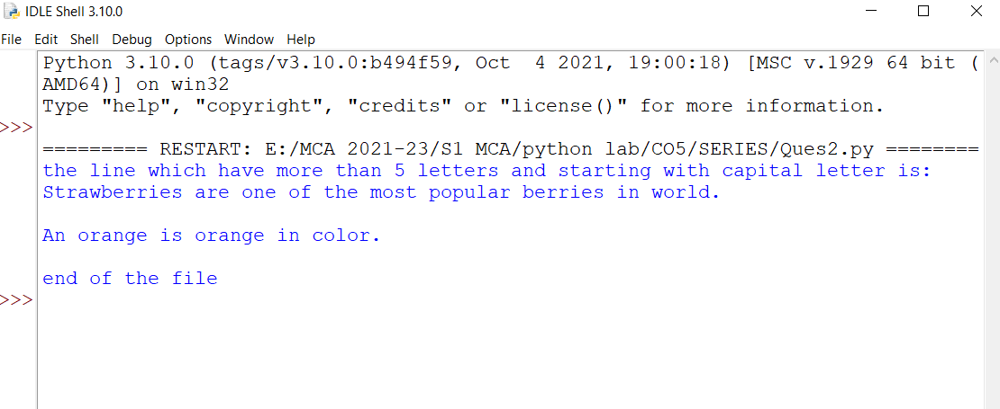 IDLE Shell 3.10.0
File Edit Shell Debug Options Window Help
Python 3.10.0 (tags/v3.10.0:b494f59, Oct  4 2021, 19:00:18) [MSC v.1929 64 bit (
AMD64)] on win32
Type "help", "copyright", "credits" or "license()" for more information.
>>>
========= RESTART: E:/MCA 2021-23/S1 MCA/python lab/CO5/SERIES/Ques2.py ========
the line which have more than 5 letters and starting with capital letter is:
Strawberries are one of the most popular berries in world.
An orange is orange in color.
end of the file
>>>